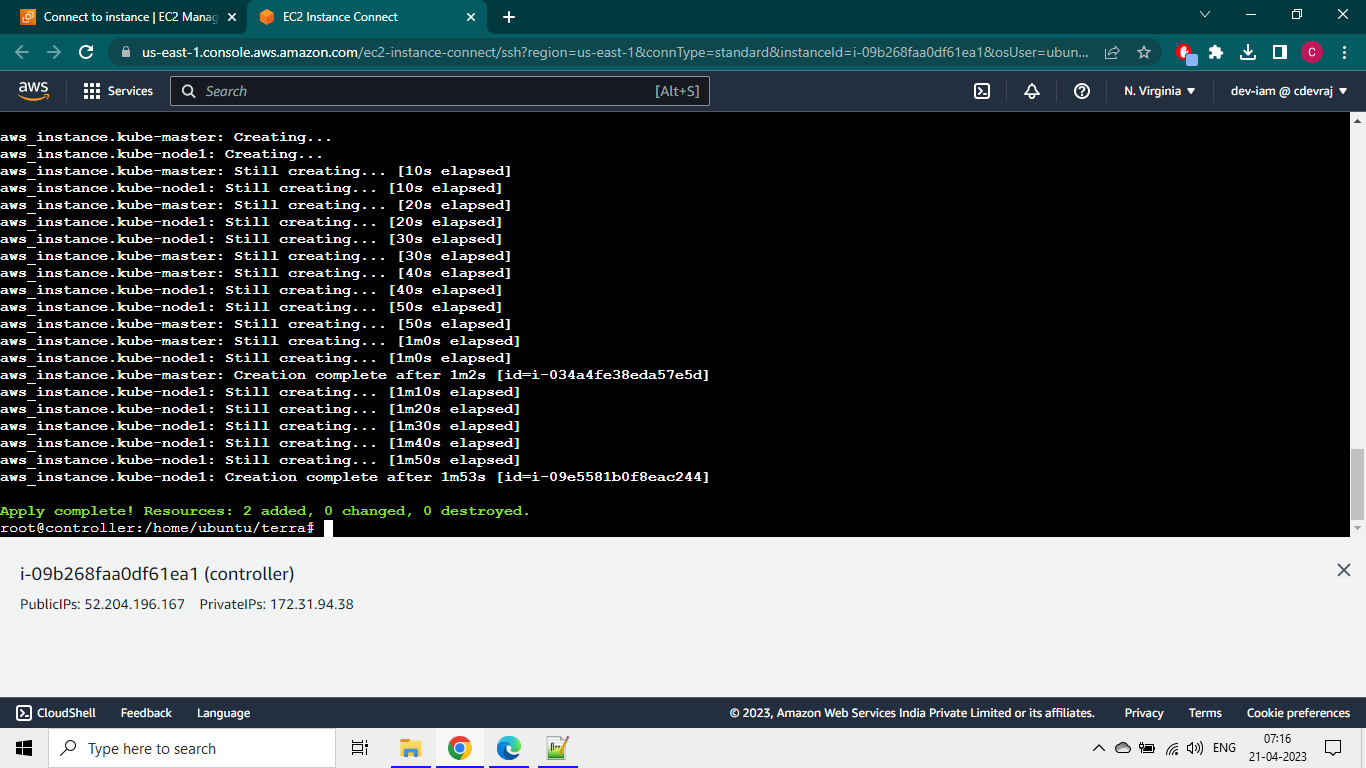 Connect to instance | EC2 Manag
EC2 Instance Connect
us-east-1.console.aws.amazon.com/ec2-instance-connect/ssh?region=us-east-1&connType=standard&instanceId=i-09b268faa0df61ea1&osUser=ubun...
C
aws
Services
Search
[Alt+S]
N. Virginia
dev-iam @ cdevraj
aws_instance.kube-master: Creating...
aws_instance.kube-node1: Creating...
aws_instance.kube-master: Still creating... [10s elapsed]
aws_instance.kube-node1: Still creating... [10s elapsed]
aws_instance.kube-master: Still creating... [20s elapsed]
aws_instance.kube-node1: Still creating... [20s elapsed]
aws_instance.kube-node1: Still creating... [30s elapsed]
aws_instance.kube-master: Still creating... [30s elapsed]
aws_instance.kube-master: Still creating... [40s elapsed]
aws_instance.kube-node1: Still creating... [40s elapsed]
aws_instance.kube-node1: Still creating... [50s elapsed]
aws_instance.kube-master: Still creating... [50s elapsed]
aws_instance.kube-master: Still creating... [1m0s elapsed]
aws_instance.kube-node1: Still creating... [1m0s elapsed]
aws_instance.kube-master: Creation complete after 1m2s [id=i-034a4fe38eda57e5d]
aws_instance.kube-node1: Still creating... [1m10s elapsed]
aws_instance.kube-node1: Still creating... [1m20s elapsed]
aws_instance.kube-node1: Still creating... [1m30s elapsed]
aws_instance.kube-node1: Still creating... [1m40s elapsed]
aws_instance.kube-node1: Still creating... [1m50s elapsed]
aws_instance.kube-node1: Creation complete after 1m53s [id=i-09e5581b0f8eac244]
Apply complete! Resources: 2 added, 0 changed, 0 destroyed.
root@controller:/home/ubuntu/terra#
i-09b268faa0df61ea1 (controller)
PublicIPs: 52.204.196.167 PrivateIPs: 172.31.94.38
CloudShell
Feedback
Language
© 2023, Amazon Web Services India Private Limited or its affiliates.
Privacy
Terms
Cookie preferences
Type here to search
ENG
07:16
21-04-2023